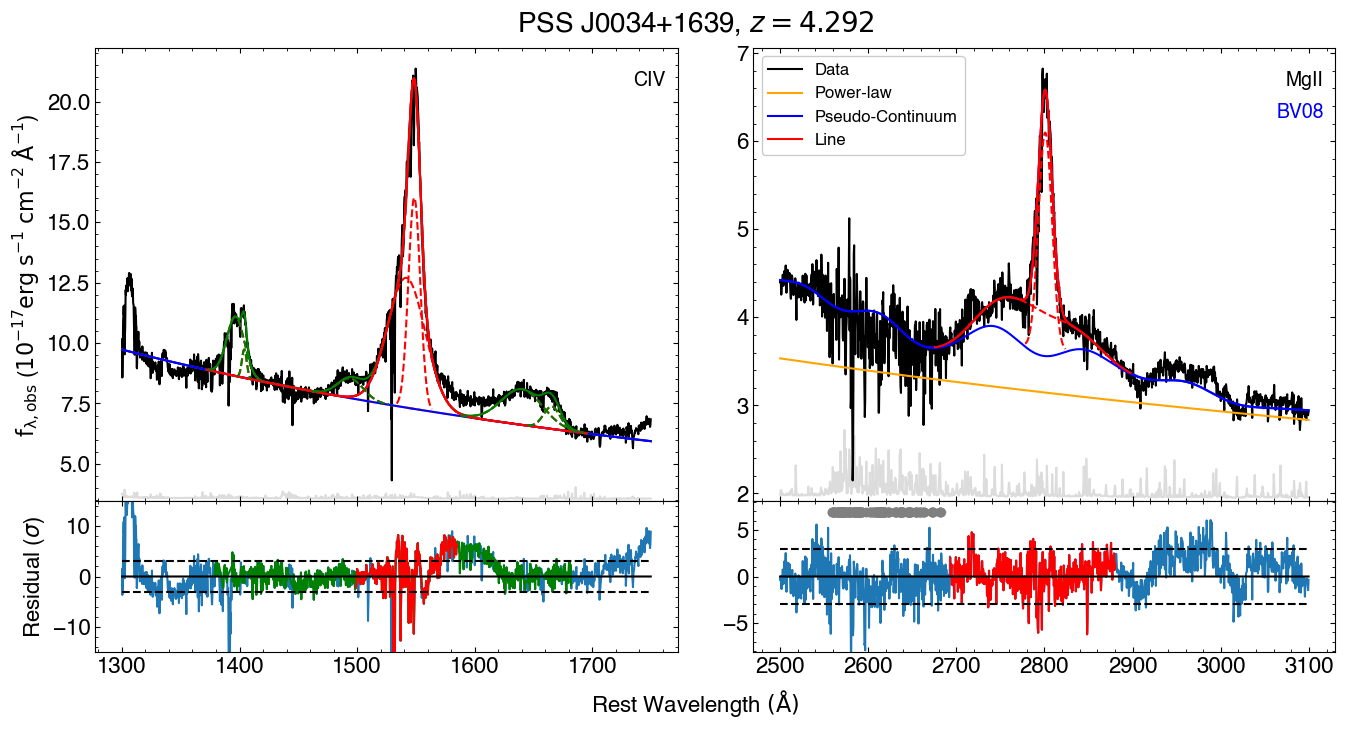 PSS J0034+1639, z = 4.292
CIV
20.0
17.5
15.0
12.5
10.0
7.5
5.0
f_λ,obs (10^−17 erg s^−1 cm^−2 Å^−1)
Data
Power-law
Pseudo-Continuum
Line
MgII
BV08
7
6
5
4
3
2
10
0
−10
Residual (σ)
5
0
−5
1300 1400 1500 1600 1700
2500 2600 2700 2800 2900 3000 3100
Rest Wavelength (Å)